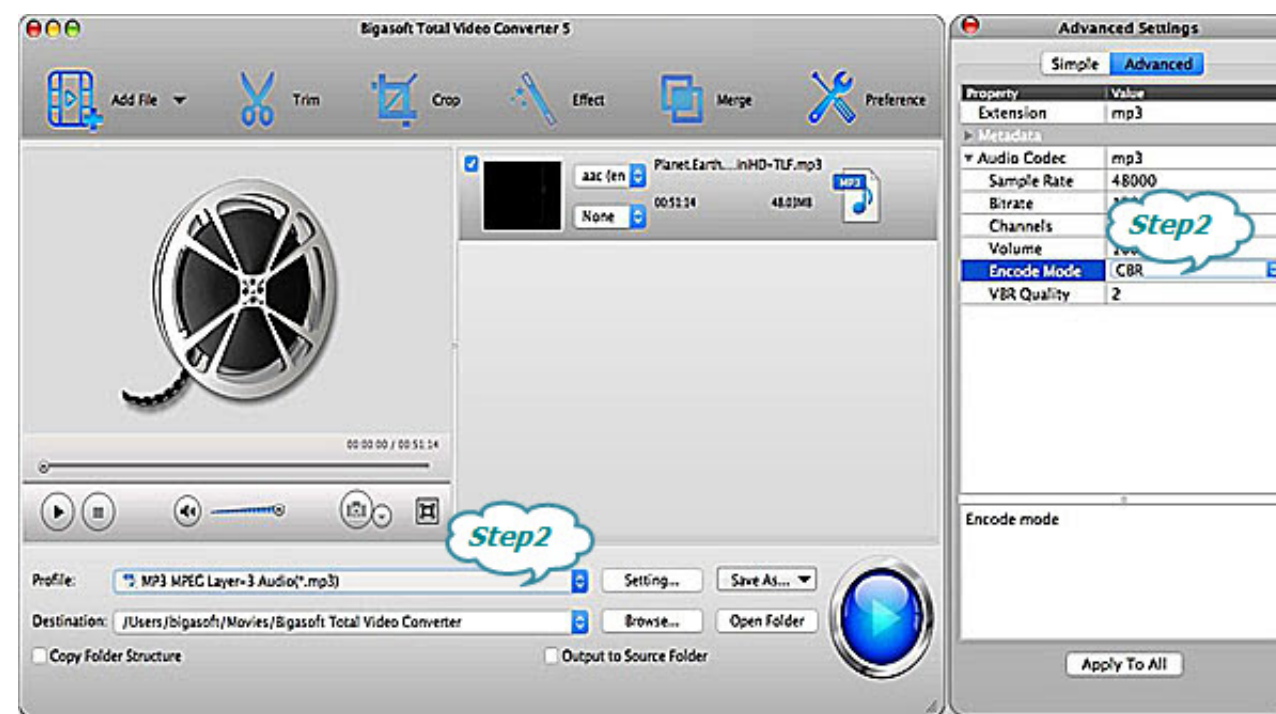 Bigasoft Total Video Converter 5
Add File
Trim
Crop
Effect
Merge
Preference
aac (en
Planet.Earth....inHD-TLF.mp3
MP3
None
00:51:14
48.03MB
00:00:00 / 00:51:14
Step2
Profile:
MP3 MPEG Layer-3 Audio(*.mp3)
Setting...
Save As...
Destination:
/Users/bigasoft/Movies/Bigasoft Total Video Converter
Browse...
Open Folder
Copy Folder Structure
Output to Source Folder
Advanced Settings
Simple Advanced
Property Value
Extension mp3
Metadata
Audio Codec mp3
Sample Rate 48000
Bitrate
Channels
Step2
Volume
Encode Mode CBR
VBR Quality 2
Encode mode
Apply To All